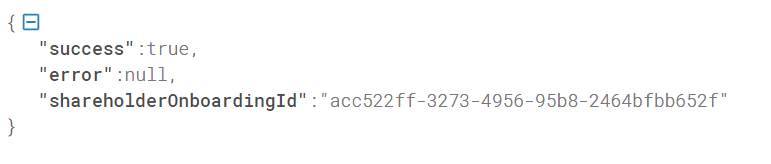 {
"success":true,
"error":null,
"shareholderOnboardingId":"acc522ff-3273-4956-95b8-2464bfbb652f"
}